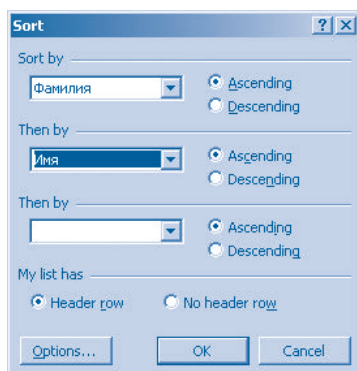 Sort
Sort by
Фамилия
Ascending
Descending
Then by
Имя
Ascending
Descending
Then by
Ascending
Descending
My list has
Header row No header row
Options... OK Cancel